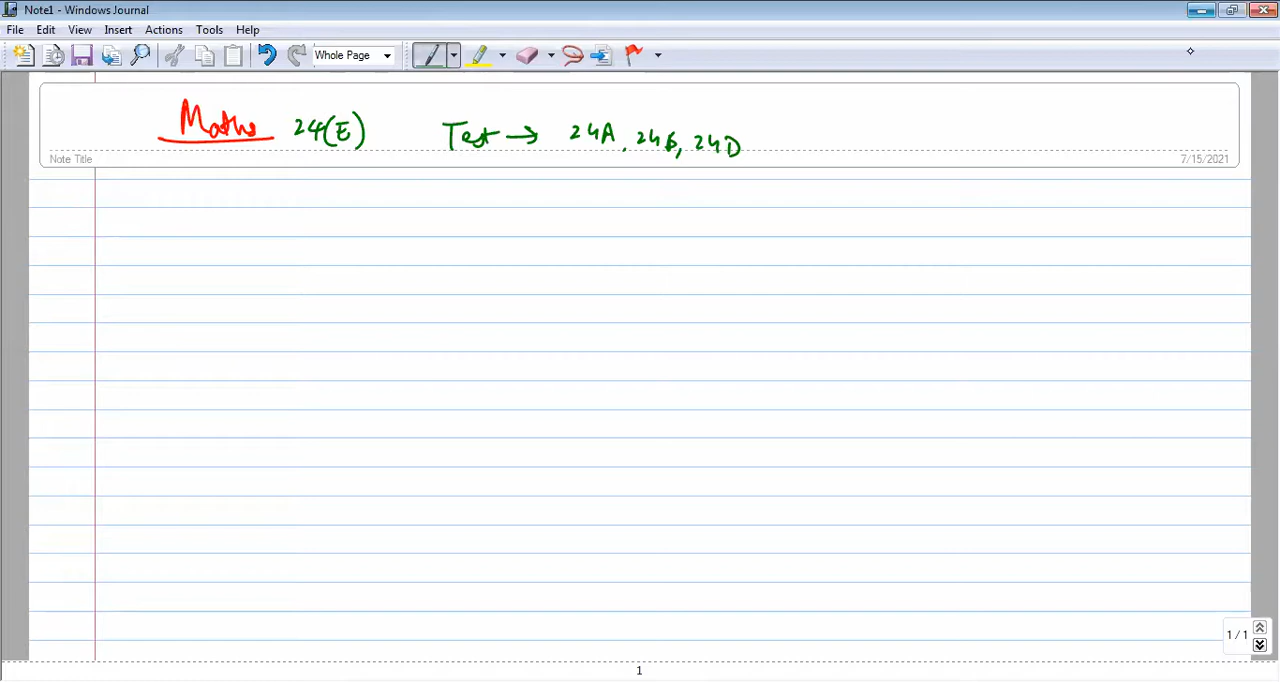 Note1 - Windows Journal
File Edit View Insert Actions Tools Help
Whole Page
Maths 24(E) Test → 24A, 24B, 24D
Note Title 7/15/2021
1 / 1
1